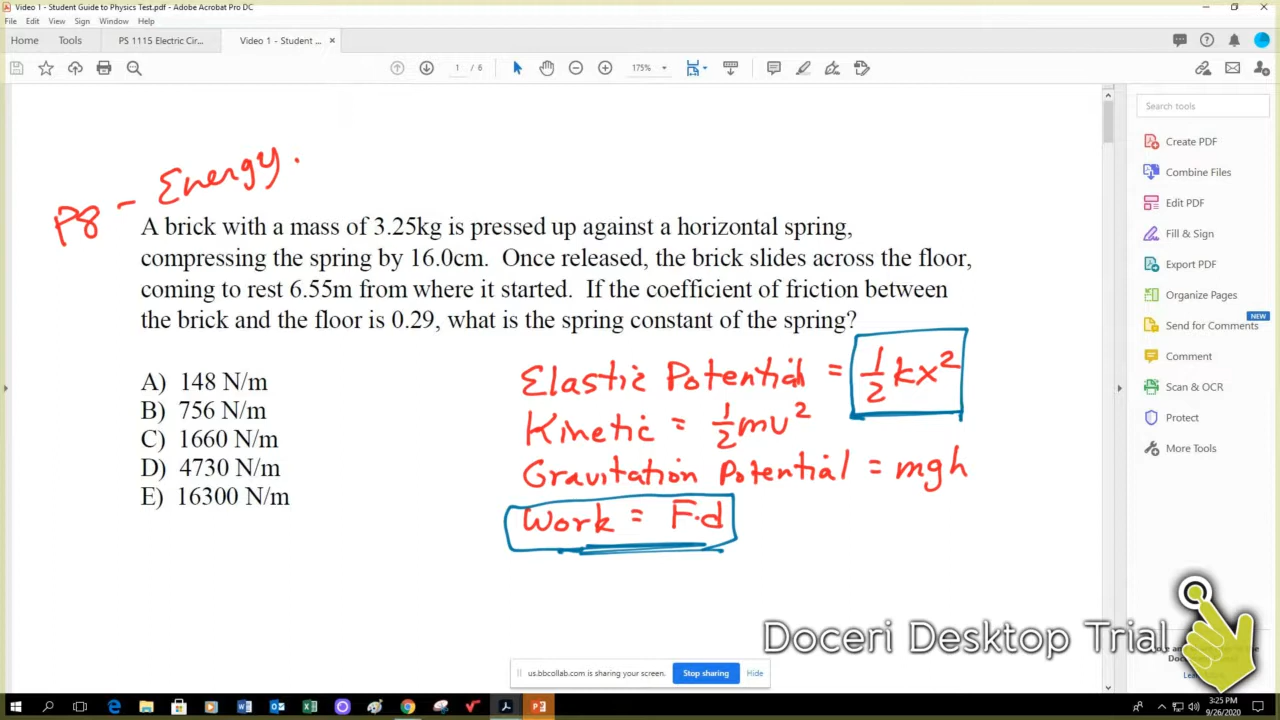 Video 1 - Student Guide to Physics Test.pdf - Adobe Acrobat Pro DC
File Edit View Sign Window Help
Home Tools PS 1115 Electric Cir... Video 1 - Student ... ×
1 / 6 175%
Search tools
Create PDF
Combine Files
Edit PDF
Fill & Sign
Export PDF
Organize Pages
NEW
Send for Comments
Comment
Scan & OCR
Protect
More Tools
P8 - Energy.
A brick with a mass of 3.25kg is pressed up against a horizontal spring,
compressing the spring by 16.0cm. Once released, the brick slides across the floor,
coming to rest 6.55m from where it started. If the coefficient of friction between
the brick and the floor is 0.29, what is the spring constant of the spring?
A) 148 N/m
B) 756 N/m
C) 1660 N/m
D) 4730 N/m
E) 16300 N/m
Elastic Potential = 1/2 kx²
Kinetic = 1/2 mv²
Gravitation Potential = mgh
Work = F·d
Doceri Desktop Trial
us.bbcollab.com is sharing your screen. Stop sharing Hide
3:25 PM
9/26/2020